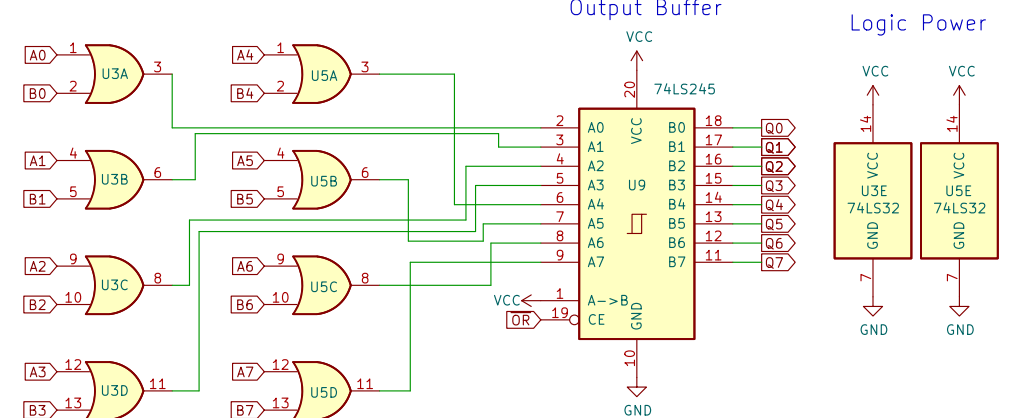 Output Buffer
Logic Power
A0 1 U3A 3
B0 2
A4 1 U5A 3
B4 2
A1 4 U3B 6
B1 5
A5 4 U5B 6
B5 5
A2 9 U3C 8
B2 10
A6 9 U5C 8
B6 10
A3 12 U3D 11
B3 13
A7 12 U5D 11
B7 13
VCC
20
74LS245
VCC
2 A0 B0 18 Q0
3 A1 B1 17 Q1
4 A2 B2 16 Q2
5 A3 U9 B3 15 Q3
6 A4 B4 14 Q4
7 A5 B5 13 Q5
8 A6 B6 12 Q6
9 A7 B7 11 Q7
VCC 1 A->B
OR 19 CE
GND
10
GND
VCC
14
VCC
U3E
74LS32
GND
7
GND
VCC
14
VCC
U5E
74LS32
GND
7
GND